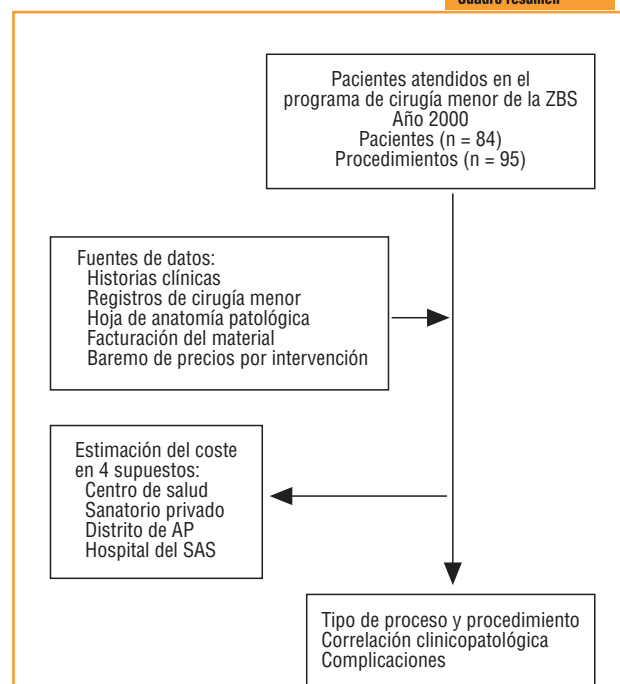 Cuadro resumen
Pacientes atendidos en el
programa de cirugía menor de la ZBS
Año 2000
Pacientes (n = 84)
Procedimientos (n = 95)
Fuentes de datos:
Historias clínicas
Registros de cirugía menor
Hoja de anatomía patológica
Facturación del material
Baremo de precios por intervención
Estimación del coste
en 4 supuestos:
Centro de salud
Sanatorio privado
Distrito de AP
Hospital del SAS
Tipo de proceso y procedimiento
Correlación clinicopatológica
Complicaciones